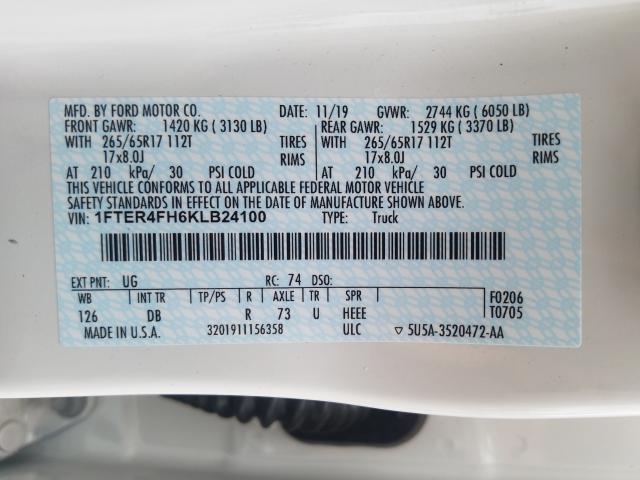 MFD. BY FORD MOTOR CO. DATE: 11/19 GVWR: 2744 KG ( 6050 LB)
FRONT GAWR: 1420 KG ( 3130 LB) REAR GAWR: 1529 KG ( 3370 LB)
WITH 265/65R17 112T TIRES WITH 265/65R17 112T TIRES
17x8.0J RIMS 17x8.0J RIMS
AT 210 kPa/ 30 PSI COLD AT 210 kPa/ 30 PSI COLD
THIS VEHICLE CONFORMS TO ALL APPLICABLE FEDERAL MOTOR VEHICLE
SAFETY STANDARDS IN EFFECT ON THE DATE OF MANUFACTURE SHOWN ABOVE.
VIN: 1FTER4FH6KLB24100 TYPE: Truck
EXT PNT: UG RC: 74 DSO:
WB INT TR TP/PS R AXLE TR SPR F0206
126 DB R 73 U HEEE T0705
MADE IN U.S.A. 3201911156358 ULC ▽ 5U5A-3520472-AA